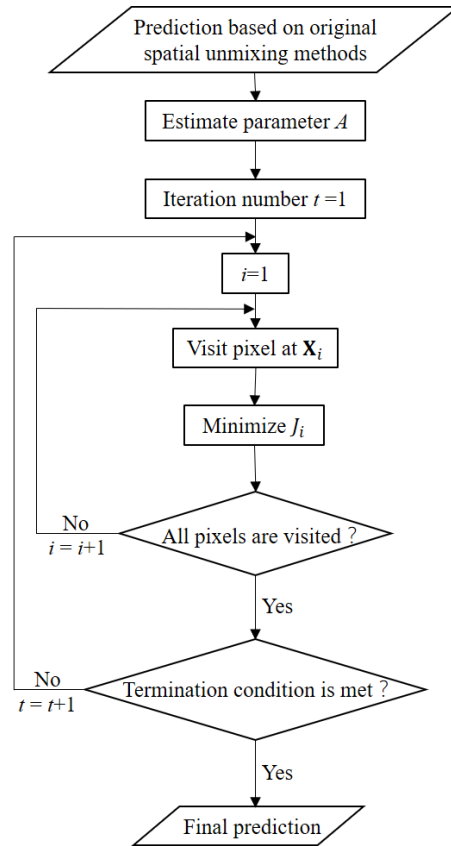 Prediction based on original
spatial unmixing methods
Estimate parameter A
Iteration number t =1
i=1
Visit pixel at Xᵢ
Minimize Jᵢ
All pixels are visited？
No
i = i+1
Yes
Termination condition is met？
No
t = t+1
Yes
Final prediction